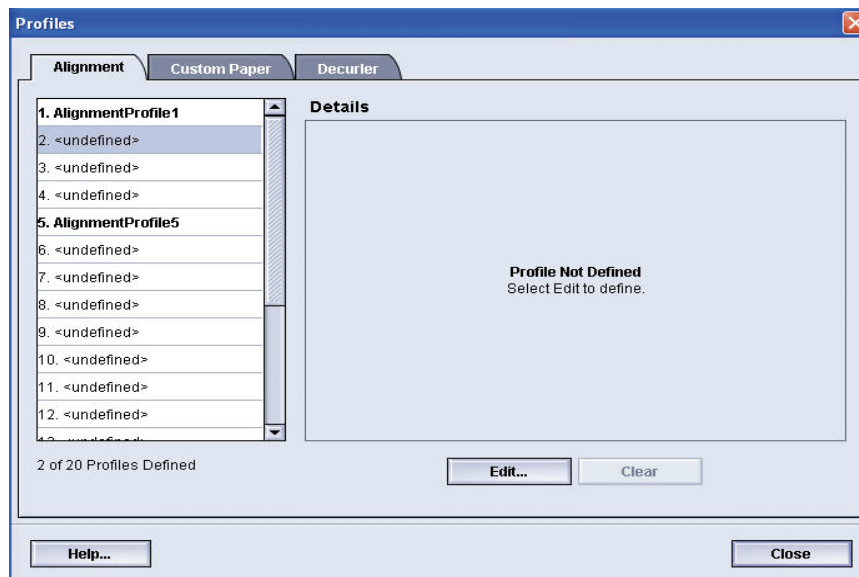 Profiles
Alignment
Custom Paper
Decurler
1. AlignmentProfile1
2. <undefined>
3. <undefined>
4. <undefined>
5. AlignmentProfile5
6. <undefined>
7. <undefined>
8. <undefined>
9. <undefined>
10. <undefined>
11. <undefined>
12. <undefined>
2 of 20 Profiles Defined
Details
Profile Not Defined
Select Edit to define.
Edit...
Clear
Help...
Close